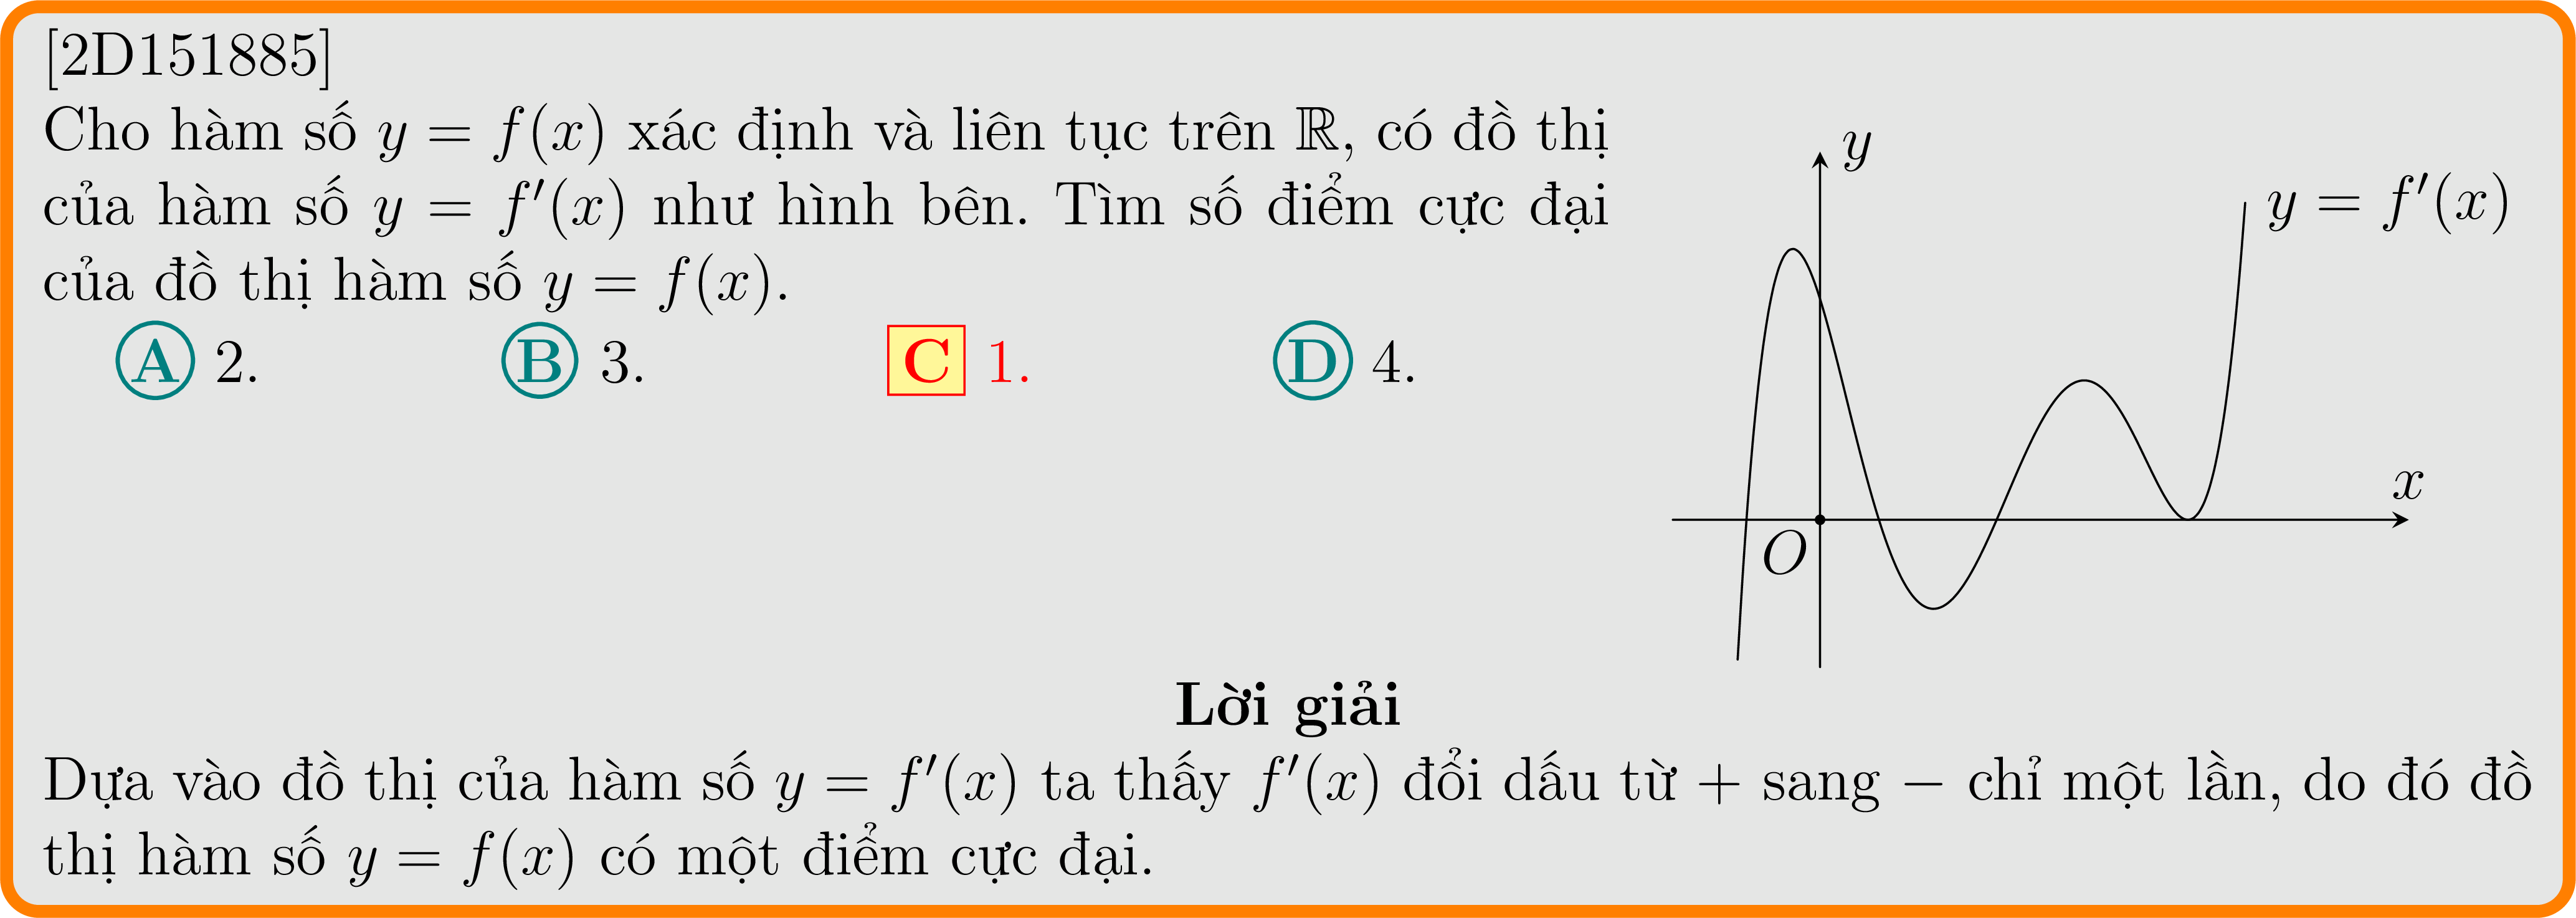 [2D151885]
Cho hàm số y = f(x) xác định và liên tục trên ℝ, có đồ thị
của hàm số y = f′(x) như hình bên. Tìm số điểm cực đại
của đồ thị hàm số y = f(x).
A 2. B 3. C 1. D 4.
y
y = f′(x)
x
O
Lời giải
Dựa vào đồ thị của hàm số y = f′(x) ta thấy f′(x) đổi dấu từ + sang − chỉ một lần, do đó đồ
thị hàm số y = f(x) có một điểm cực đại.